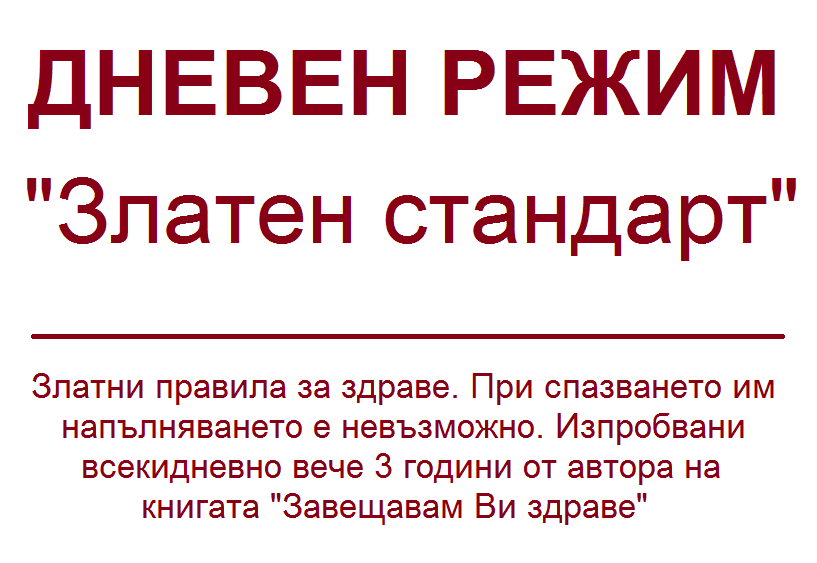 ДНЕВЕН РЕЖИМ
"Златен стандарт"
Златни правила за здраве. При спазването им
напълняването е невъзможно. Изпробвани
всекидневно вече 3 години от автора на
книгата "Завещавам Ви здраве"